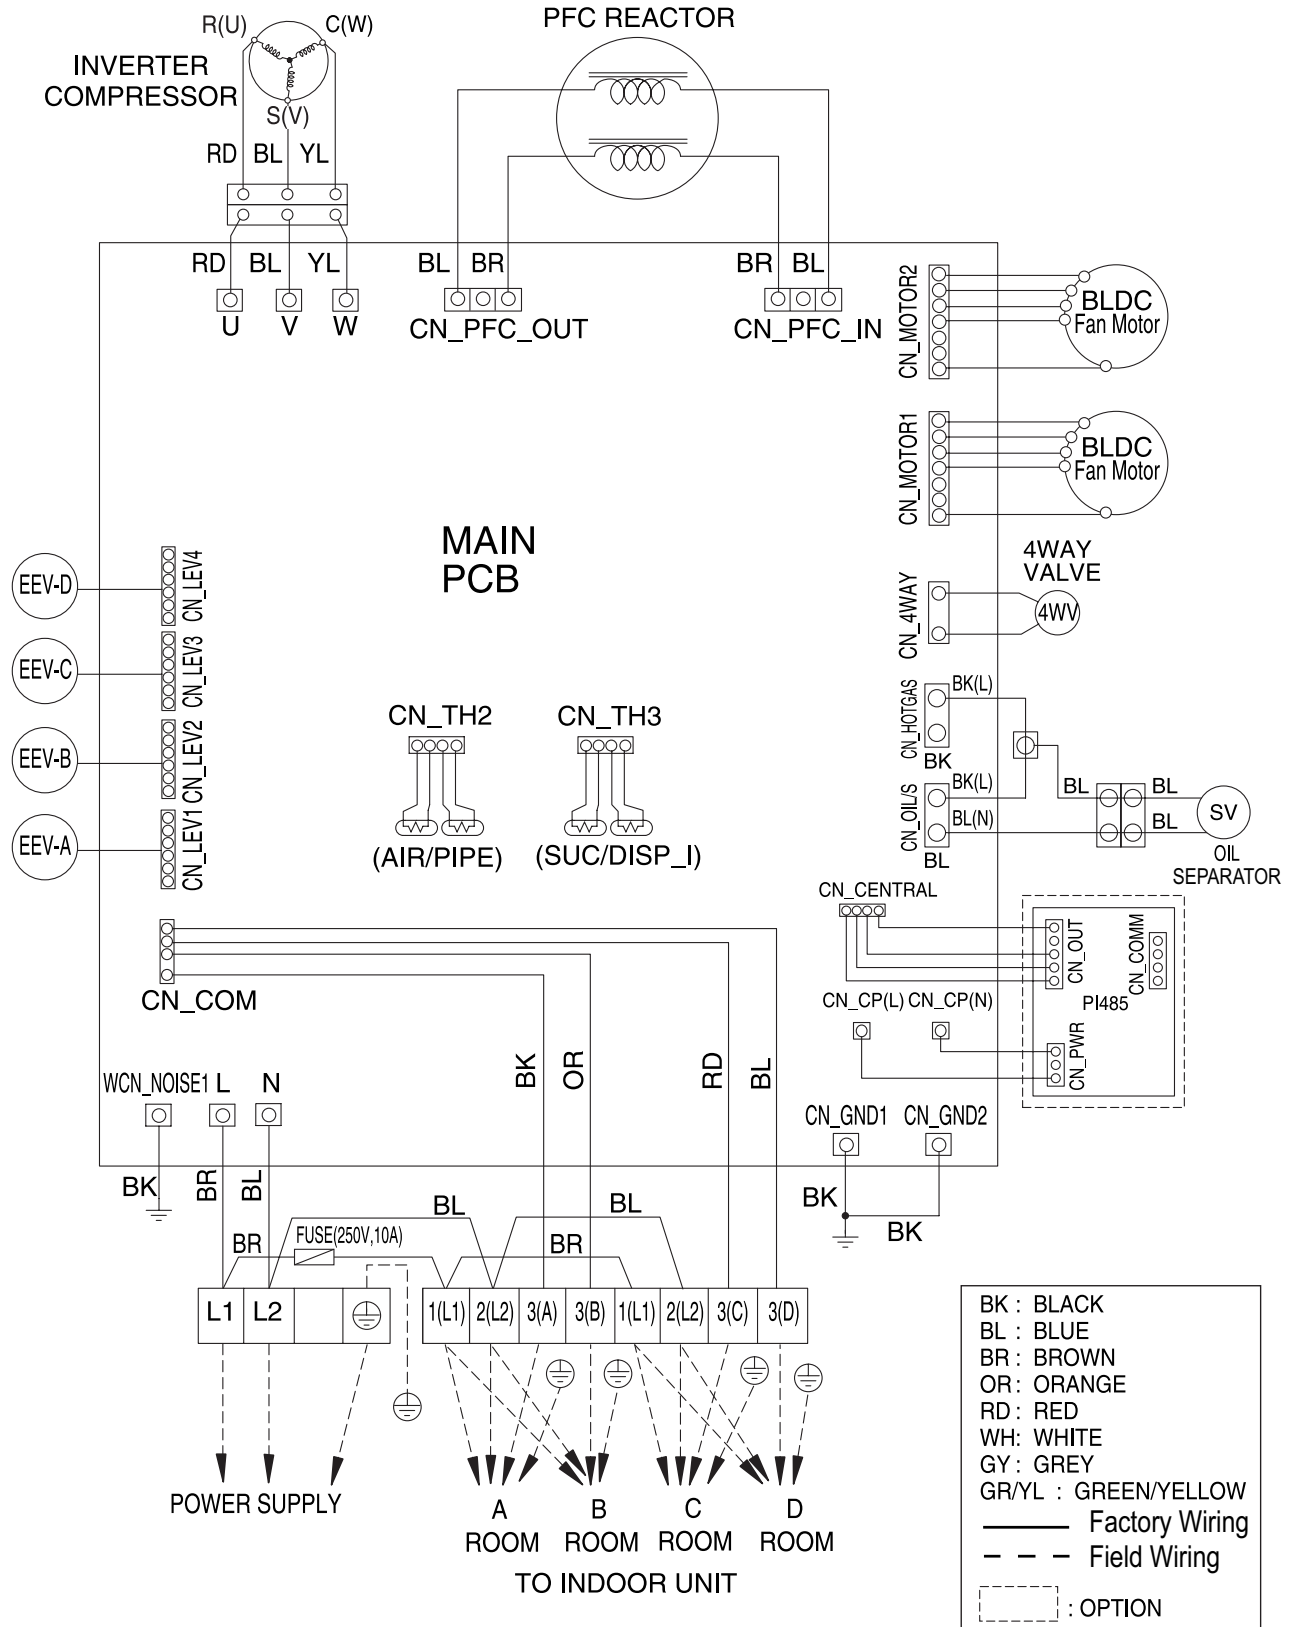 PFC REACTOR
R(U)
C(W)
INVERTER
COMPRESSOR
S(V)
RD
BL
YL
RD
BL
YL
BL
BR
BR
BL
U
V
W
CN_PFC_OUT
CN_PFC_IN
CN_MOTOR2
BLDC
Fan Motor
CN_MOTOR1
BLDC
Fan Motor
MAIN
PCB
4WAY
VALVE
CN_4WAY
4WV
EEV-D
CN_LEV4
EEV-C
CN_LEV3
EEV-B
CN_LEV2
EEV-A
CN_LEV1
CN_TH2
CN_TH3
(AIR/PIPE)
(SUC/DISP_I)
CN_HOTGAS
BK(L)
BK
CN_OIL/S
BK(L)
BL(N)
BL
BL
BL
BL
SV
OIL
SEPARATOR
CN_CENTRAL
CN_OUT
CN_COMM
PI485
CN_CP(L)
CN_CP(N)
CN_PWR
CN_COM
BK
OR
RD
BL
WCN_NOISE1
L
N
CN_GND1
CN_GND2
BK
BR
BL
BK
BK
BL
BL
BR
FUSE(250V,10A)
BR
L1
L2
1(L1)
2(L2)
3(A)
3(B)
1(L1)
2(L2)
3(C)
3(D)
POWER SUPPLY
A
ROOM
B
ROOM
C
ROOM
D
ROOM
TO INDOOR UNIT
BK : BLACK
BL : BLUE
BR : BROWN
OR : ORANGE
RD : RED
WH: WHITE
GY : GREY
GR/YL : GREEN/YELLOW
Factory Wiring
Field Wiring
: OPTION